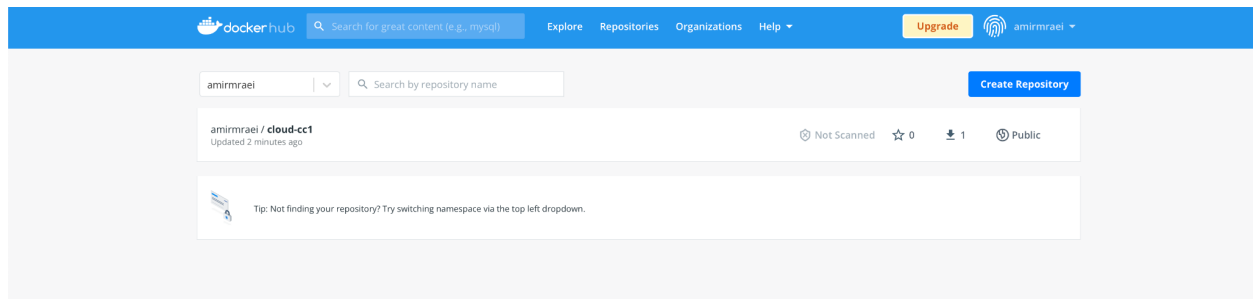 dockerhub Search for great content (e.g., mysql) Explore Repositories Organizations Help Upgrade amirmraei
amirmraei Search by repository name Create Repository
amirmraei / cloud-cc1 Not Scanned 0 1 Public
Updated 2 minutes ago
Tip: Not finding your repository? Try switching namespace via the top left dropdown.